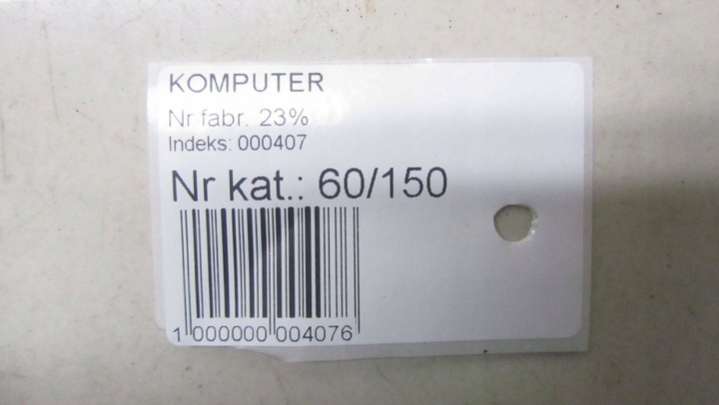 KOMPUTER
Nr fabr. 23%
Indeks: 000407
Nr kat.: 60/150
1 000000 004076